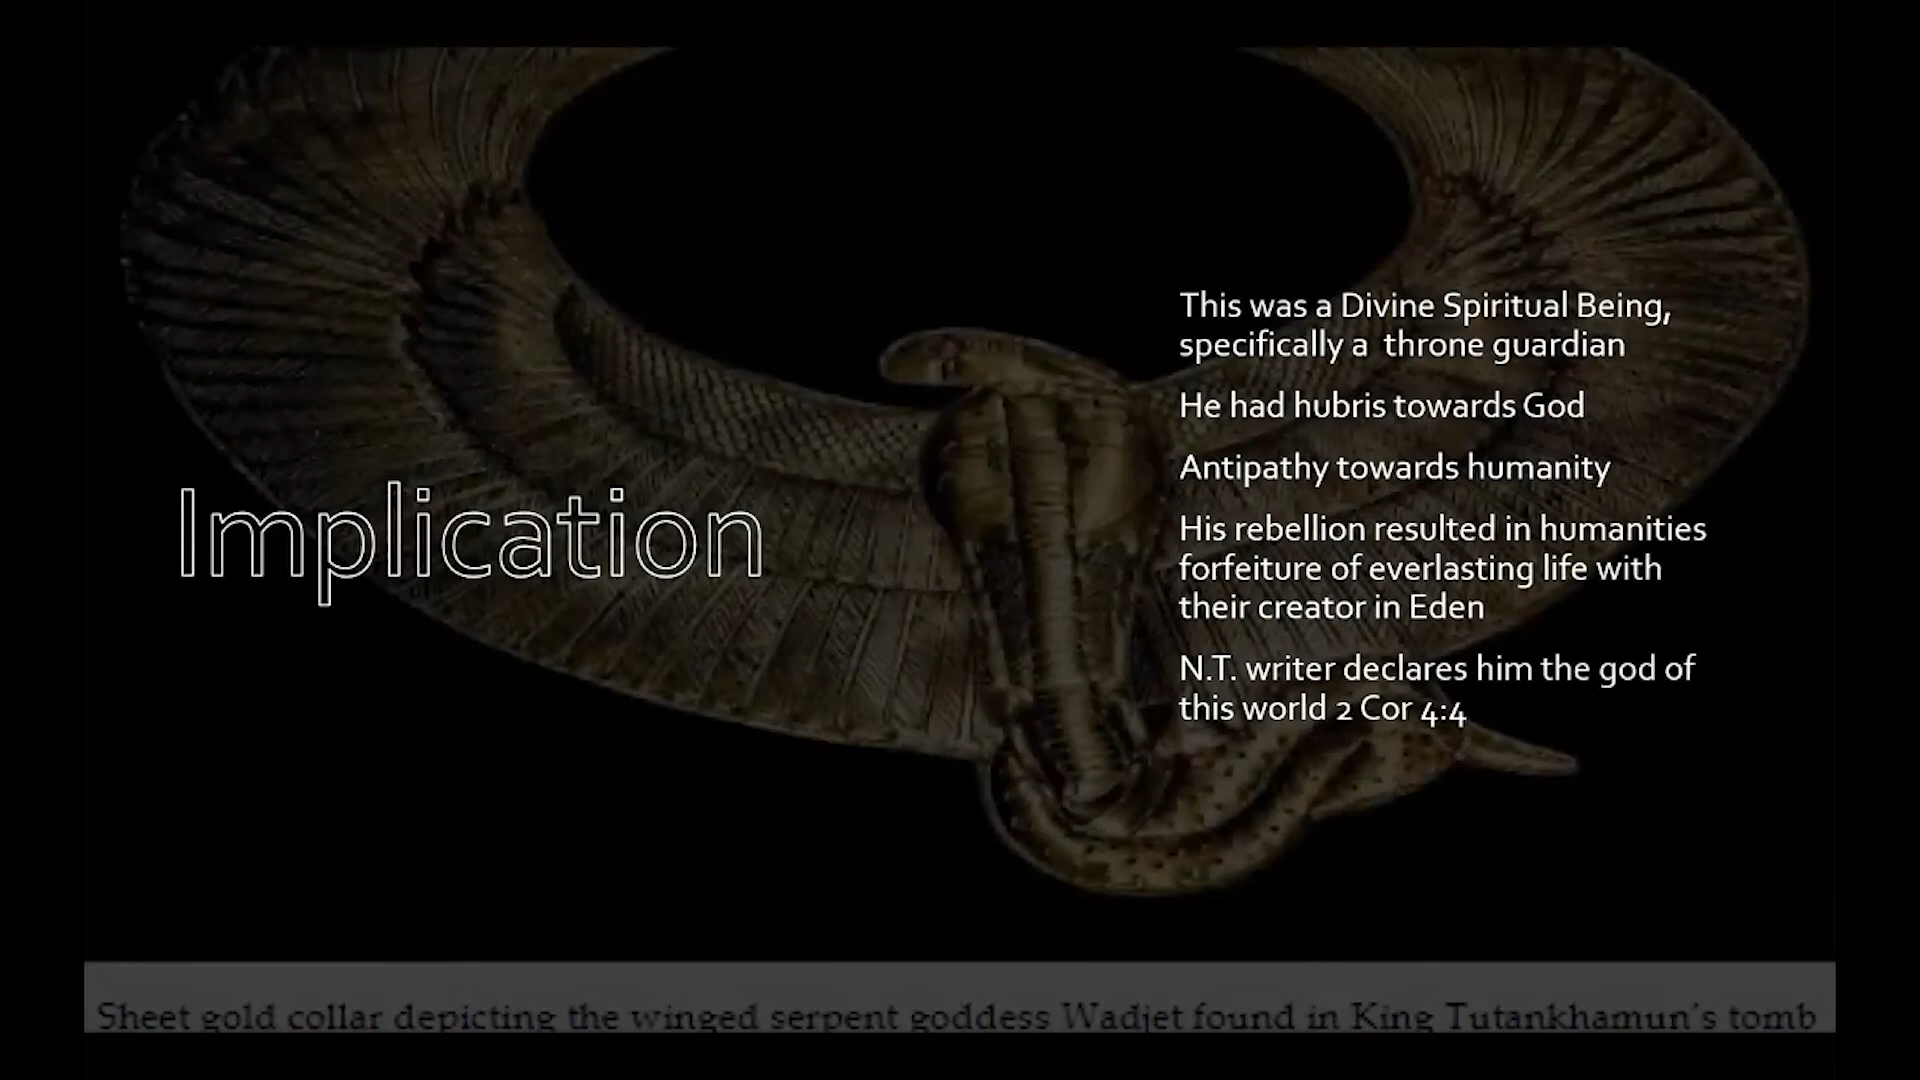 Implication
This was a Divine Spiritual Being,
specifically a throne guardian
He had hubris towards God
Antipathy towards humanity
His rebellion resulted in humanities
forfeiture of everlasting life with
their creator in Eden
N.T. writer declares him the god of
this world 2 Cor 4:4
Sheet gold collar depicting the winged serpent goddess Wadjet found in King Tutankhamun's tomb